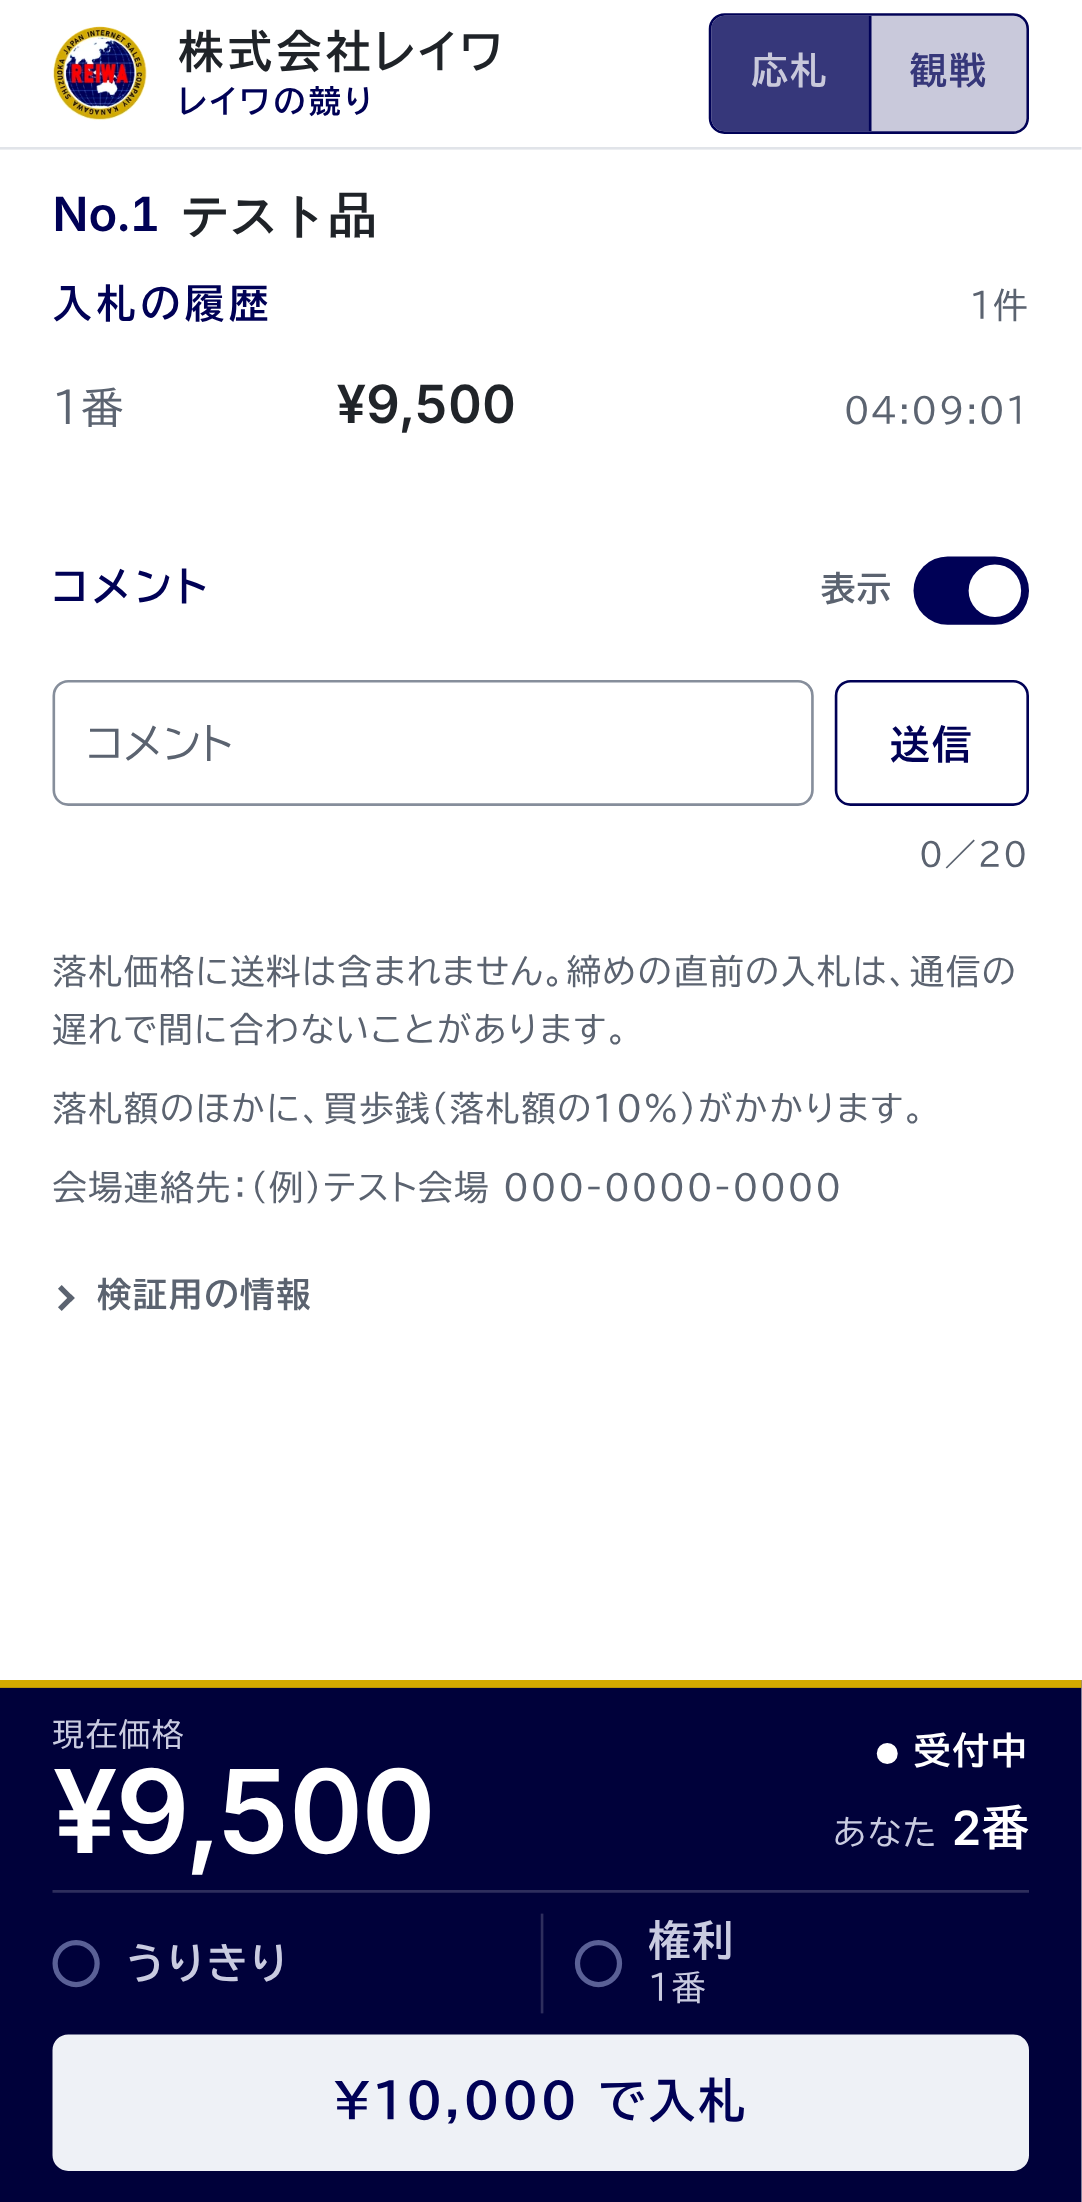 JAPAN INTERNET SALES COMPANY KANAGAWA SHIZUOKA
REIWA
株式会社レイワ
レイワの競り
応札
観戦
No.1 テスト品
入札の履歴
1件
1番
¥9,500
04:09:01
コメント
表示
コメント
送信
0／20
落札価格に送料は含まれません。締めの直前の入札は、通信の
遅れで間に合わないことがあります。
落札額のほかに、買歩銭（落札額の10%）がかかります。
会場連絡先：（例）テスト会場 000-0000-0000
検証用の情報
現在価格
¥9,500
受付中
あなた 2番
うりきり
権利
1番
¥10,000 で入札